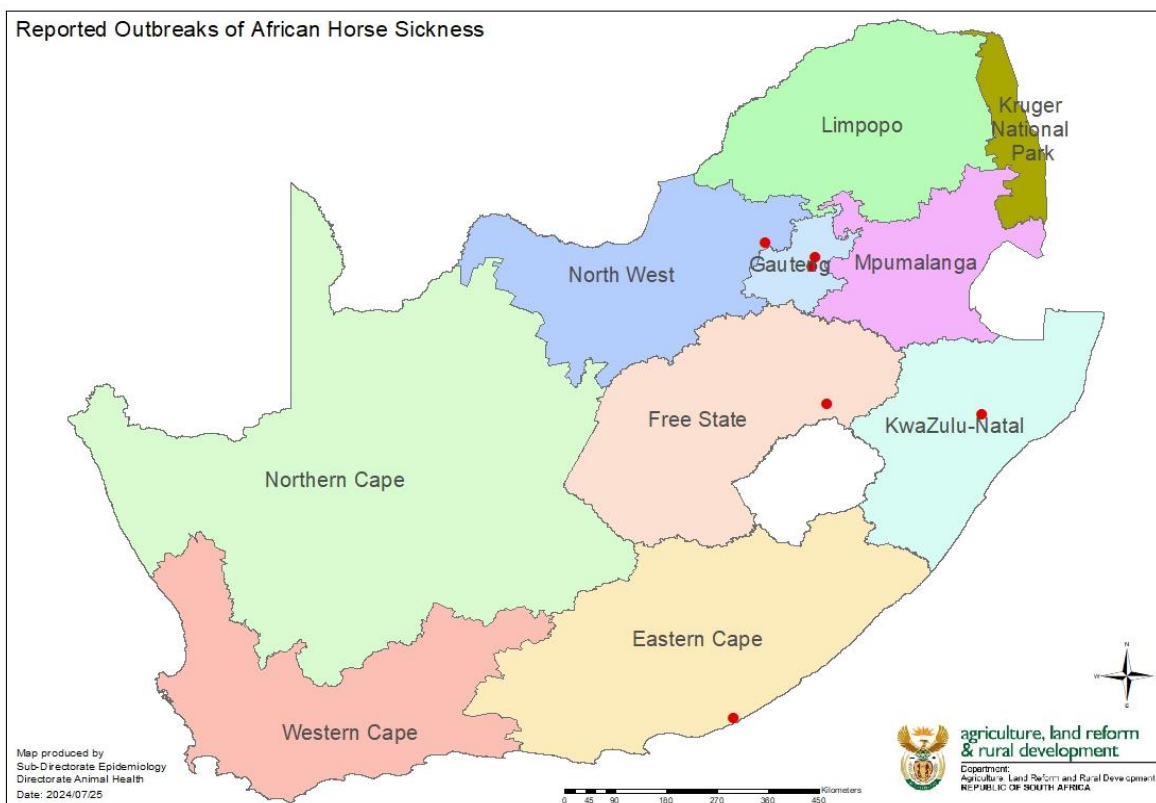 Reported Outbreaks of African Horse Sickness
Limpopo
Kruger
National
Park
North West
Gauteng
Mpumalanga
Free State
KwaZulu-Natal
Northern Cape
Eastern Cape
Western Cape
N
W
E
S
Map produced by
Sub-Directorate Epidemiology
Directorate Animal Health
Date: 2024/07/25
Kilometers
0 45 90 180 270 360 450
agriculture, land reform
& rural development
Department:
Agriculture, Land Reform and Rural Development
REPUBLIC OF SOUTH AFRICA